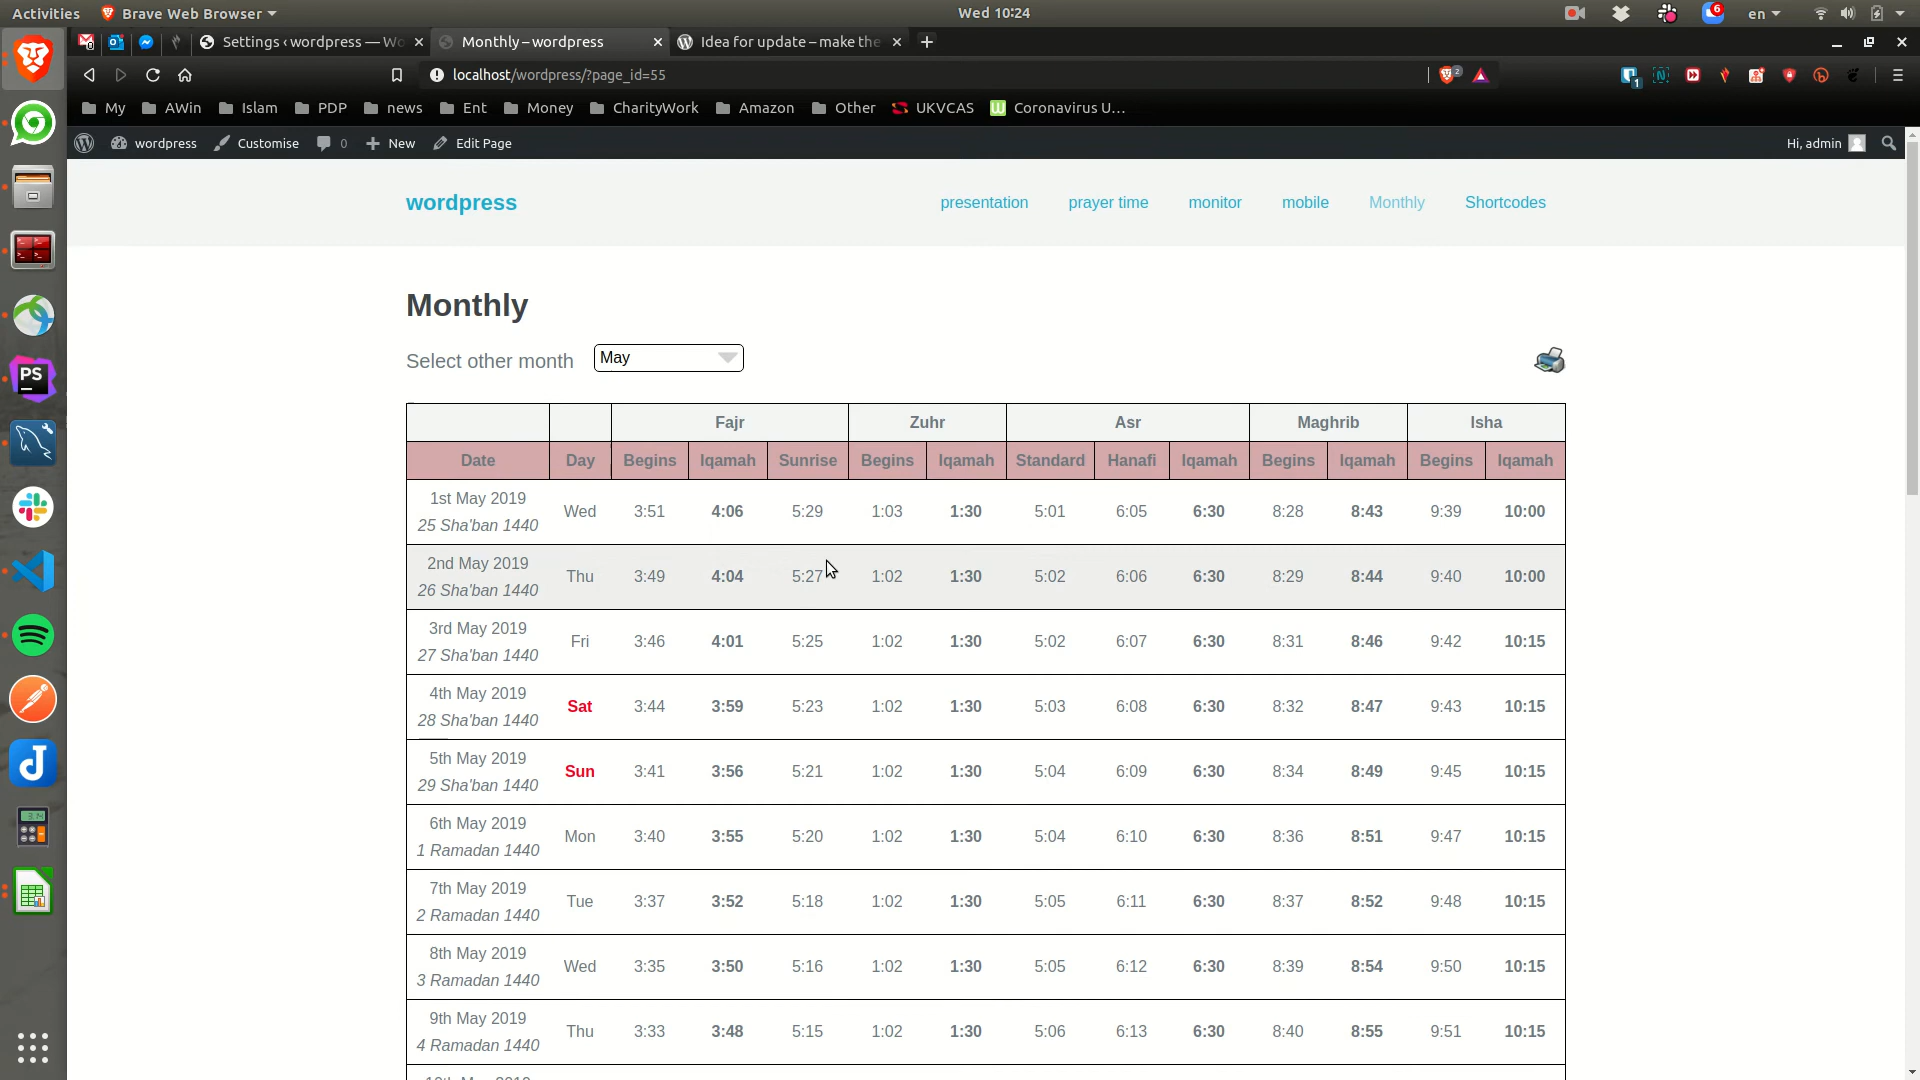 Activities Brave Web Browser Wed 10:24 6 en
Settings ‹ wordpress — Wo Monthly – wordpress Idea for update – make the
localhost/wordpress/?page_id=55 2 1
My AWin Islam PDP news Ent Money CharityWork Amazon Other UKVCAS Coronavirus U…
wordpress Customise 0 New Edit Page Hi, admin
wordpress presentation prayer time monitor mobile Monthly Shortcodes
Monthly
Select other month May
Fajr Zuhr Asr Maghrib Isha
Date Day Begins Iqamah Sunrise Begins Iqamah Standard Hanafi Iqamah Begins Iqamah Begins Iqamah
1st May 2019
25 Sha'ban 1440 Wed 3:51 4:06 5:29 1:03 1:30 5:01 6:05 6:30 8:28 8:43 9:39 10:00
2nd May 2019
26 Sha'ban 1440 Thu 3:49 4:04 5:27 1:02 1:30 5:02 6:06 6:30 8:29 8:44 9:40 10:00
3rd May 2019
27 Sha'ban 1440 Fri 3:46 4:01 5:25 1:02 1:30 5:02 6:07 6:30 8:31 8:46 9:42 10:15
4th May 2019
28 Sha'ban 1440 Sat 3:44 3:59 5:23 1:02 1:30 5:03 6:08 6:30 8:32 8:47 9:43 10:15
5th May 2019
29 Sha'ban 1440 Sun 3:41 3:56 5:21 1:02 1:30 5:04 6:09 6:30 8:34 8:49 9:45 10:15
6th May 2019
1 Ramadan 1440 Mon 3:40 3:55 5:20 1:02 1:30 5:04 6:10 6:30 8:36 8:51 9:47 10:15
7th May 2019
2 Ramadan 1440 Tue 3:37 3:52 5:18 1:02 1:30 5:05 6:11 6:30 8:37 8:52 9:48 10:15
8th May 2019
3 Ramadan 1440 Wed 3:35 3:50 5:16 1:02 1:30 5:05 6:12 6:30 8:39 8:54 9:50 10:15
9th May 2019
4 Ramadan 1440 Thu 3:33 3:48 5:15 1:02 1:30 5:06 6:13 6:30 8:40 8:55 9:51 10:15
PS